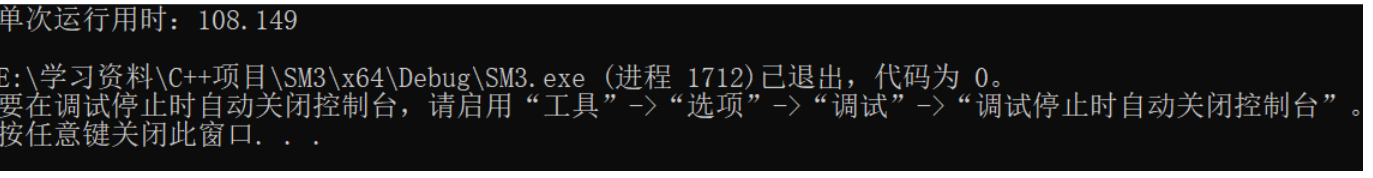 单次运行用时：108.149
E:\学习资料\C++项目\SM3\x64\Debug\SM3.exe (进程 1712)已退出，代码为 0。
要在调试停止时自动关闭控制台，请启用“工具”->“选项”->“调试”->“调试停止时自动关闭控制台”。
按任意键关闭此窗口. . .